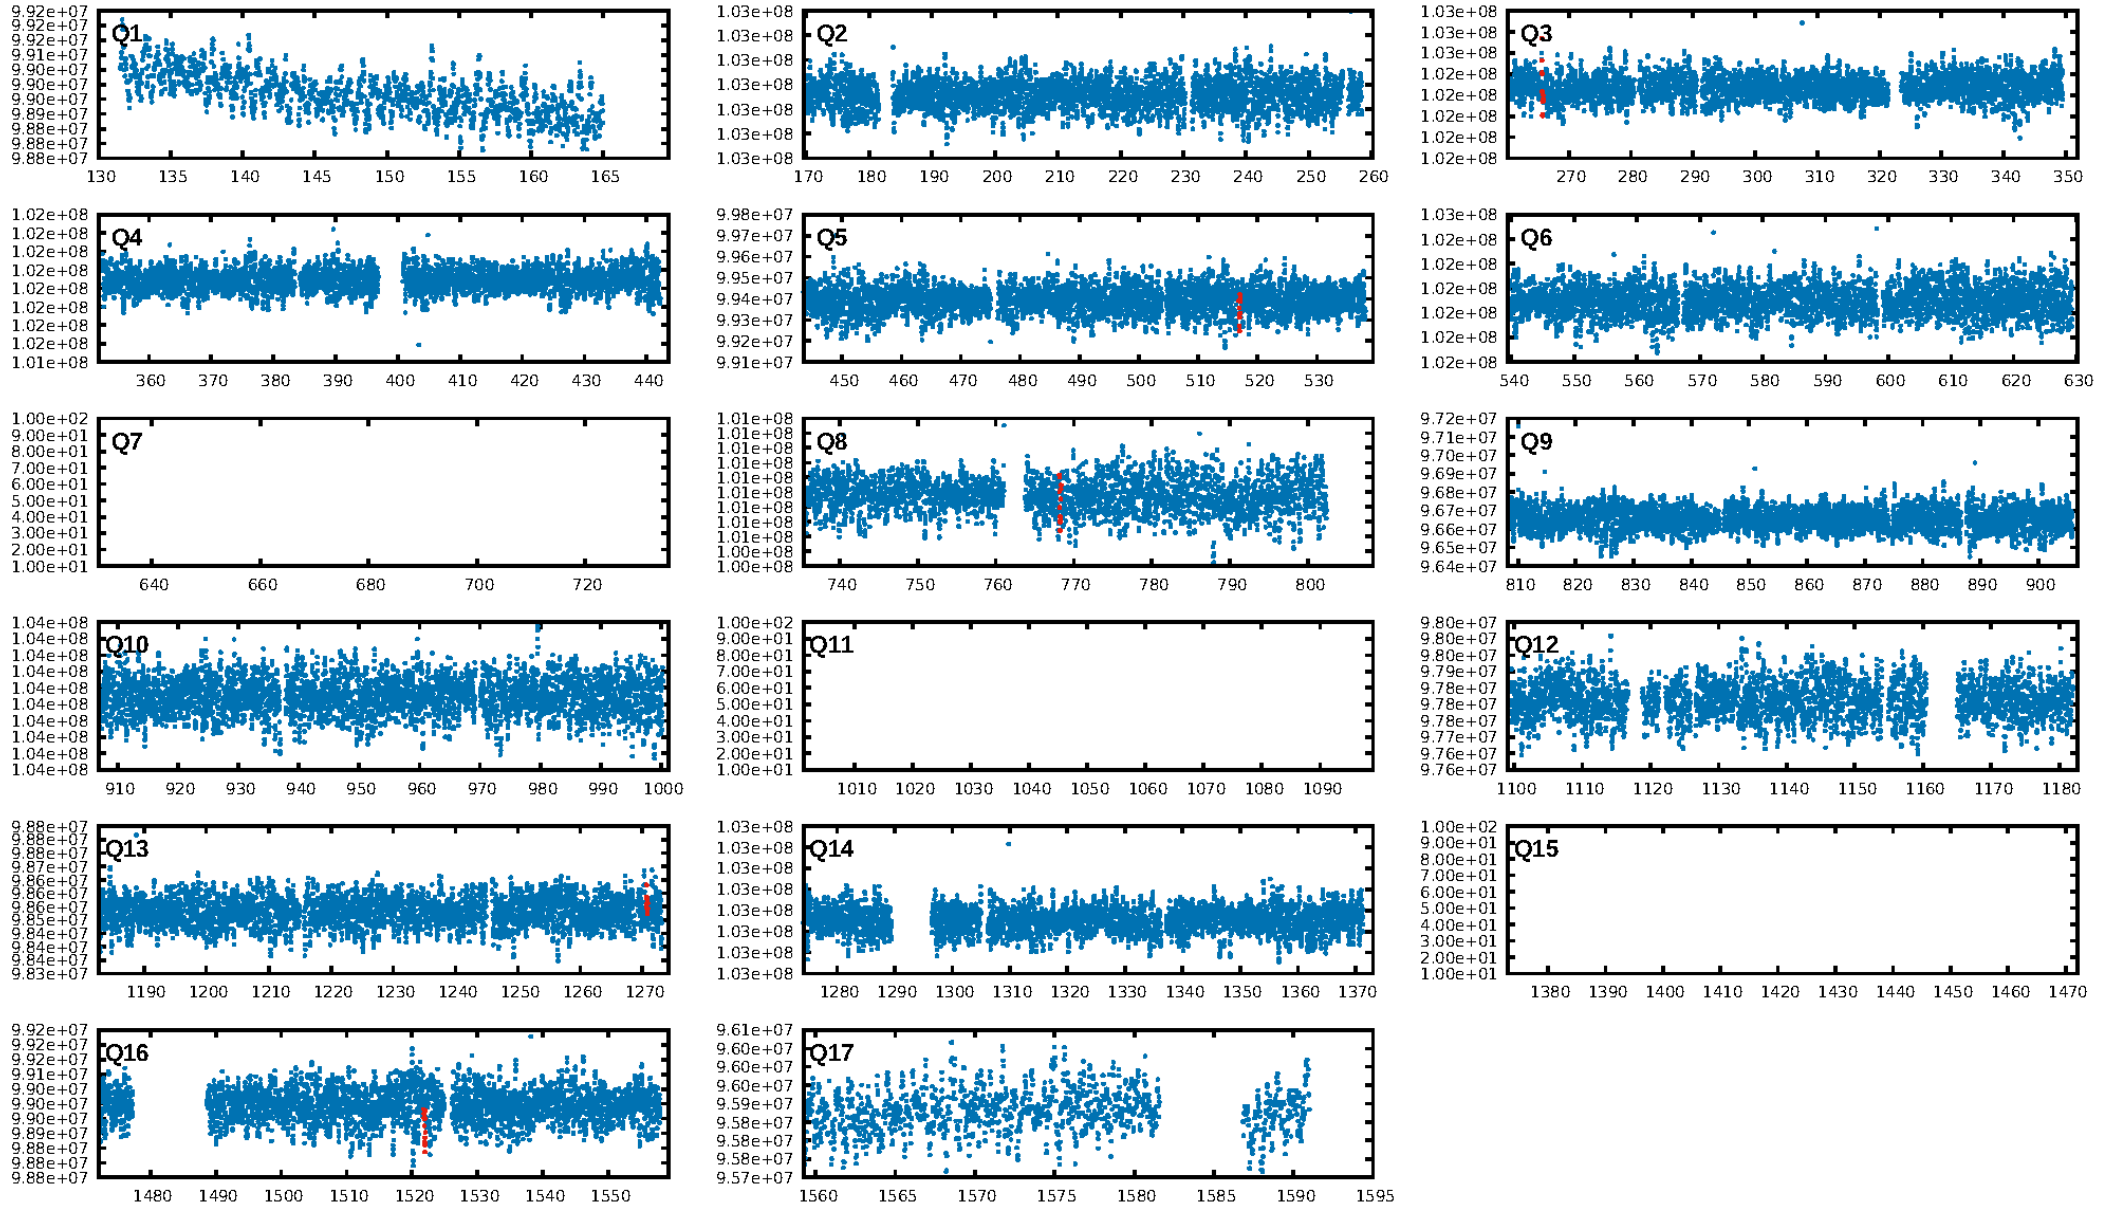 Q1
9.92e+07
9.92e+07
9.91e+07
9.91e+07
9.90e+07
9.90e+07
9.90e+07
9.89e+07
9.88e+07
9.88e+07
9.88e+07
130 135 140 145 150 155 160 165
Q2
1.03e+08
1.03e+08
1.03e+08
1.03e+08
1.03e+08
1.03e+08
1.03e+08
170 180 190 200 210 220 230 240 250 260
Q3
1.03e+08
1.03e+08
1.03e+08
1.02e+08
1.02e+08
1.02e+08
1.02e+08
1.02e+08
270 280 290 300 310 320 330 340 350
Q4
1.02e+08
1.02e+08
1.02e+08
1.02e+08
1.02e+08
1.02e+08
1.02e+08
1.02e+08
1.01e+08
360 370 380 390 400 410 420 430 440
Q5
9.98e+07
9.97e+07
9.96e+07
9.95e+07
9.94e+07
9.93e+07
9.92e+07
9.91e+07
450 460 470 480 490 500 510 520 530
Q6
1.03e+08
1.02e+08
1.02e+08
1.02e+08
1.02e+08
1.02e+08
1.02e+08
540 550 560 570 580 590 600 610 620 630
Q7
1.00e+02
9.00e+01
8.00e+01
7.00e+01
6.00e+01
5.00e+01
4.00e+01
3.00e+01
2.00e+01
1.00e+01
640 660 680 700 720
Q8
1.01e+08
1.01e+08
1.01e+08
1.01e+08
1.01e+08
1.01e+08
1.01e+08
1.01e+08
1.01e+08
1.00e+08
1.00e+08
740 750 760 770 780 790 800
Q9
9.72e+07
9.71e+07
9.70e+07
9.69e+07
9.68e+07
9.67e+07
9.66e+07
9.65e+07
9.64e+07
810 820 830 840 850 860 870 880 890 900
Q10
1.04e+08
1.04e+08
1.04e+08
1.04e+08
1.04e+08
1.04e+08
1.04e+08
1.04e+08
1.04e+08
1.04e+08
910 920 930 940 950 960 970 980 990 1000
Q11
1.00e+02
9.00e+01
8.00e+01
7.00e+01
6.00e+01
5.00e+01
4.00e+01
3.00e+01
2.00e+01
1.00e+01
1010 1020 1030 1040 1050 1060 1070 1080 1090
Q12
9.80e+07
9.80e+07
9.80e+07
9.79e+07
9.79e+07
9.78e+07
9.78e+07
9.77e+07
9.76e+07
9.76e+07
1100 1110 1120 1130 1140 1150 1160 1170 1180
Q13
9.88e+07
9.88e+07
9.88e+07
9.87e+07
9.86e+07
9.86e+07
9.86e+07
9.85e+07
9.84e+07
9.84e+07
9.84e+07
9.83e+07
1190 1200 1210 1220 1230 1240 1250 1260 1270
Q14
1.03e+08
1.03e+08
1.03e+08
1.03e+08
1.03e+08
1.03e+08
1.03e+08
1.03e+08
1280 1290 1300 1310 1320 1330 1340 1350 1360 1370
Q15
1.00e+02
9.00e+01
8.00e+01
7.00e+01
6.00e+01
5.00e+01
4.00e+01
3.00e+01
2.00e+01
1.00e+01
1380 1390 1400 1410 1420 1430 1440 1450 1460 1470
Q16
9.92e+07
9.92e+07
9.91e+07
9.91e+07
9.90e+07
9.90e+07
9.90e+07
9.89e+07
9.88e+07
9.88e+07
9.88e+07
1480 1490 1500 1510 1520 1530 1540 1550
Q17
9.61e+07
9.60e+07
9.60e+07
9.60e+07
9.59e+07
9.58e+07
9.58e+07
9.58e+07
9.57e+07
1560 1565 1570 1575 1580 1585 1590 1595